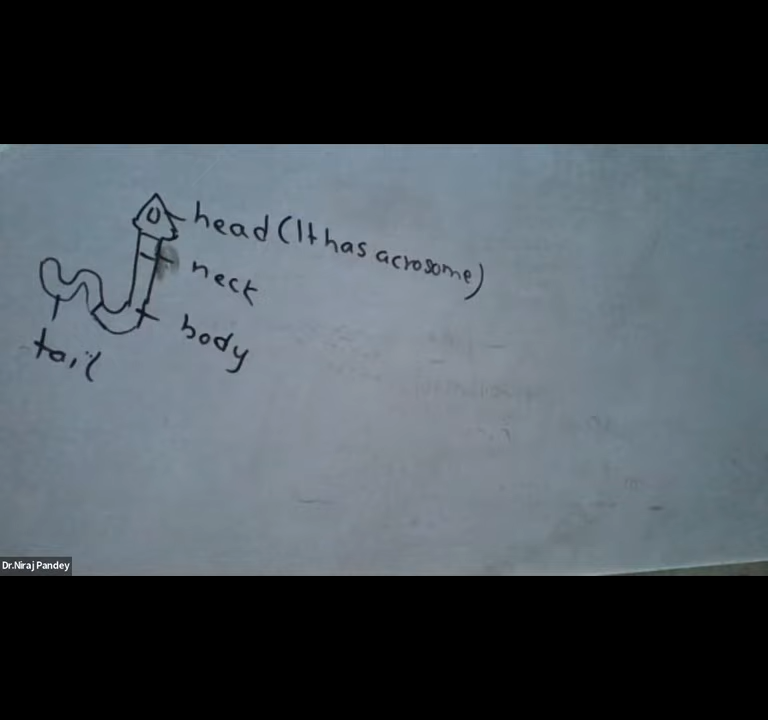 head (It has acrosome)
neck
body
tail
Dr.Niraj Pandey